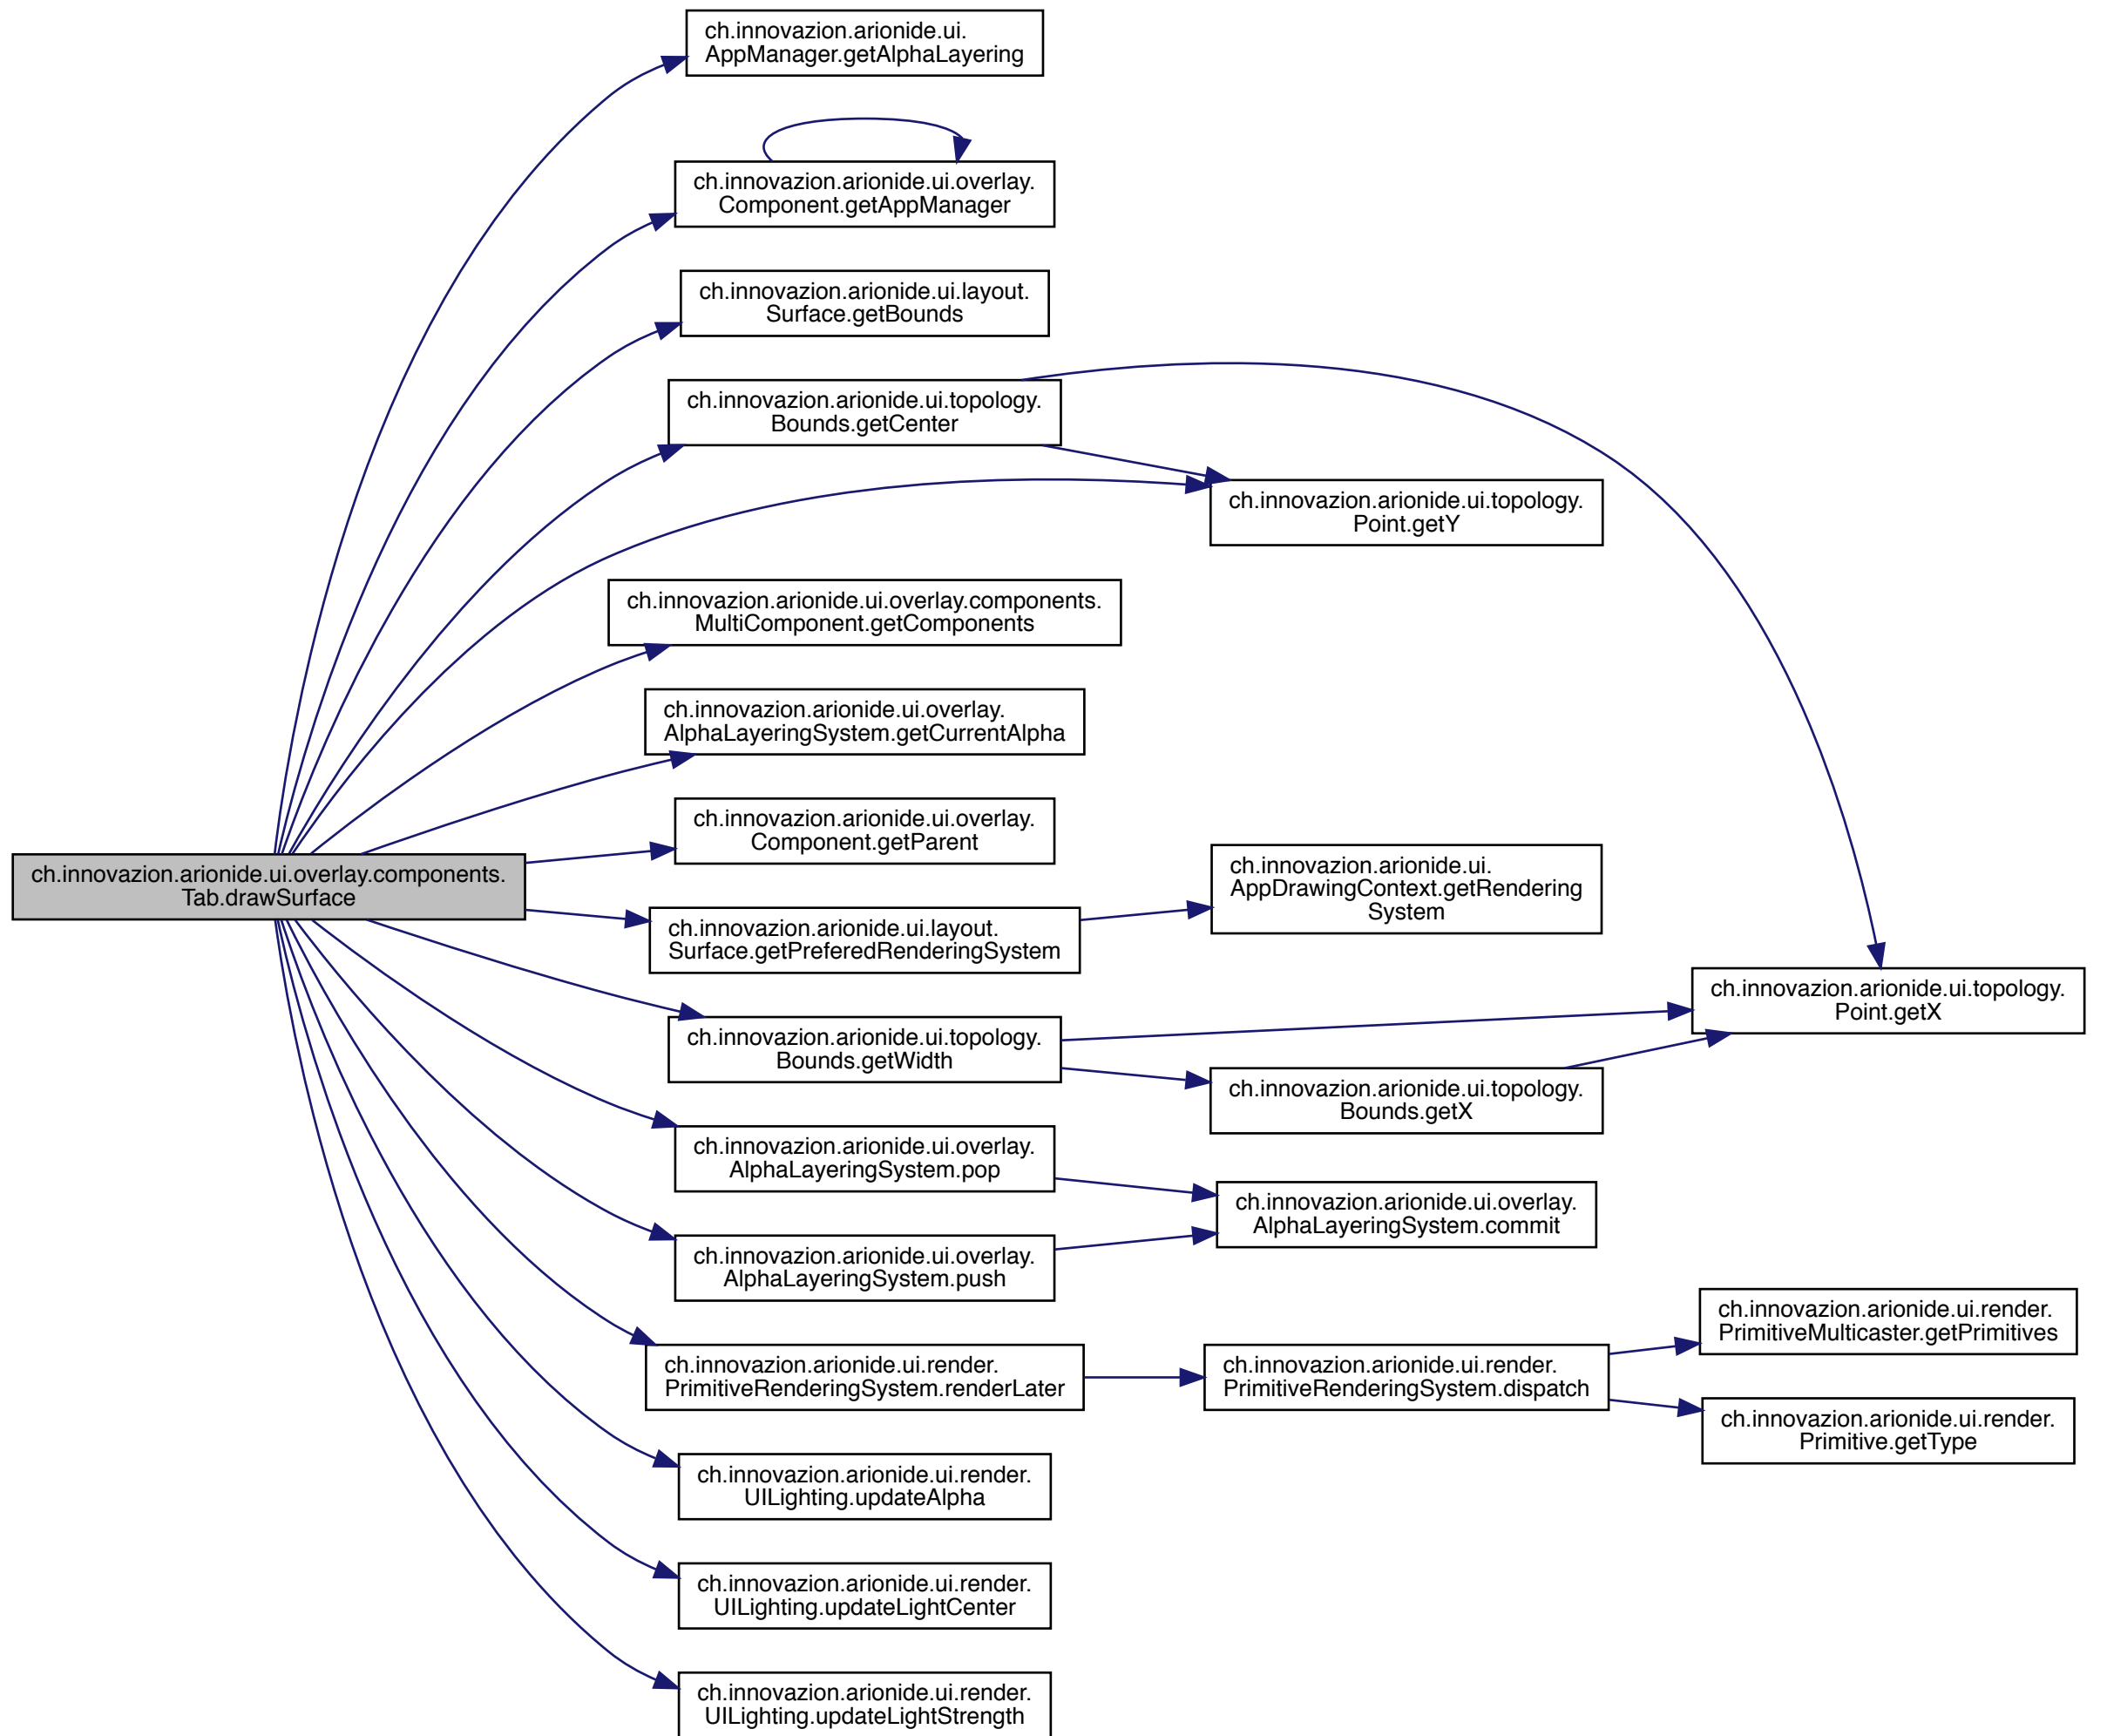 ch.innovazion.arionide.ui.
AppManager.getAlphaLayering
ch.innovazion.arionide.ui.overlay.
Component.getAppManager
ch.innovazion.arionide.ui.layout.
Surface.getBounds
ch.innovazion.arionide.ui.topology.
Bounds.getCenter
ch.innovazion.arionide.ui.topology.
Point.getY
ch.innovazion.arionide.ui.overlay.components.
MultiComponent.getComponents
ch.innovazion.arionide.ui.overlay.
AlphaLayeringSystem.getCurrentAlpha
ch.innovazion.arionide.ui.overlay.
Component.getParent
ch.innovazion.arionide.ui.overlay.components.
Tab.drawSurface
ch.innovazion.arionide.ui.
AppDrawingContext.getRendering
System
ch.innovazion.arionide.ui.layout.
Surface.getPreferedRenderingSystem
ch.innovazion.arionide.ui.topology.
Point.getX
ch.innovazion.arionide.ui.topology.
Bounds.getWidth
ch.innovazion.arionide.ui.topology.
Bounds.getX
ch.innovazion.arionide.ui.overlay.
AlphaLayeringSystem.pop
ch.innovazion.arionide.ui.overlay.
AlphaLayeringSystem.commit
ch.innovazion.arionide.ui.overlay.
AlphaLayeringSystem.push
ch.innovazion.arionide.ui.render.
PrimitiveMulticaster.getPrimitives
ch.innovazion.arionide.ui.render.
PrimitiveRenderingSystem.renderLater
ch.innovazion.arionide.ui.render.
PrimitiveRenderingSystem.dispatch
ch.innovazion.arionide.ui.render.
Primitive.getType
ch.innovazion.arionide.ui.render.
UILighting.updateAlpha
ch.innovazion.arionide.ui.render.
UILighting.updateLightCenter
ch.innovazion.arionide.ui.render.
UILighting.updateLightStrength